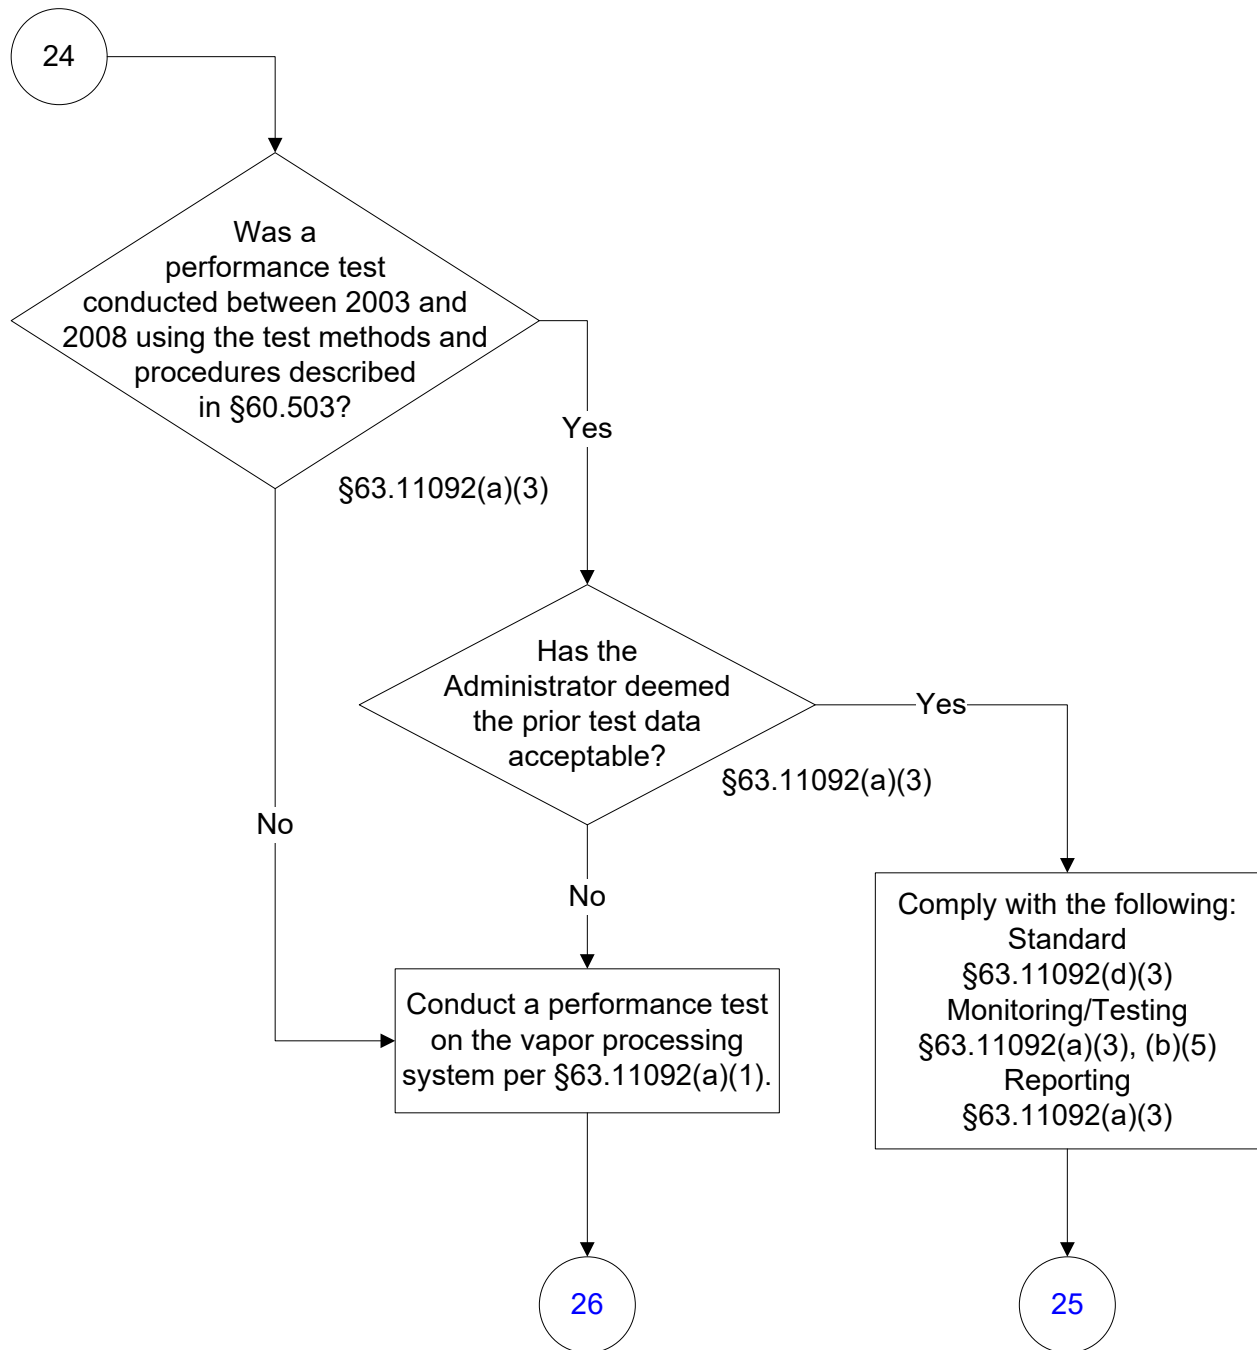 24
Was a
performance test
conducted between 2003 and
2008 using the test methods and
procedures described
in §60.503?
Yes
§63.11092(a)(3)
Has the
Administrator deemed
the prior test data
acceptable?
Yes
§63.11092(a)(3)
No
No
Comply with the following:
Standard
§63.11092(d)(3)
Monitoring/Testing
§63.11092(a)(3), (b)(5)
Reporting
§63.11092(a)(3)
Conduct a performance test
on the vapor processing
system per §63.11092(a)(1).
26
25